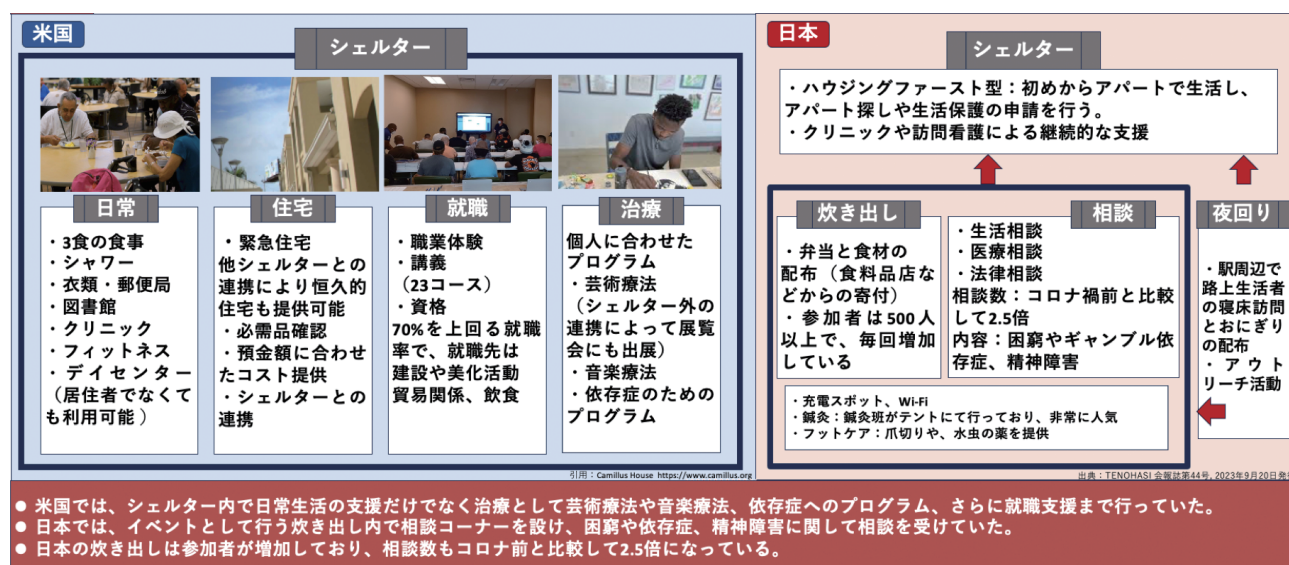 米国
シェルター
日常
・3食の食事
・シャワー
・衣類・郵便局
・図書館
・クリニック
・フィットネス
・デイセンター
(居住者でなくて
も利用可能 )
住宅
・緊急住宅
他シェルターとの
連携により恒久的
住宅も提供可能
・必需品確認
・預金額に合わせ
たコスト提供
・シェルターとの
連携
就職
・職業体験
・講義
(23コース)
・資格
70%を上回る就職
率で、就職先は
建設や美化活動
貿易関係、飲食
治療
個人に合わせた
プログラム
・芸術療法
(シェルター外の
連携によって展覧
会にも出展)
・音楽療法
・依存症のための
プログラム
引用:Camillus House https://www.camillus.org
日本
シェルター
・ハウジングファースト型:初めからアパートで生活し、
アパート探しや生活保護の申請を行う。
・クリニックや訪問看護による継続的な支援
炊き出し
・弁当と食材の
配布(食料品店な
どからの寄付)
・参加者は500人
以上で、毎回増加
している
相談
・生活相談
・医療相談
・法律相談
相談数:コロナ禍前と比較
して2.5倍
内容:困窮やギャンブル依
存症、精神障害
・充電スポット、Wi-Fi
・鍼灸:鍼灸班がテントにて行っており、非常に人気
・フットケア:爪切りや、水虫の薬を提供
夜回り
・駅周辺で
路上生活者
の寝床訪問
とおにぎり
の配布
・アウト
リーチ活動
出典:TENOHASI 会報誌第44号, 2023年9月20日発
● 米国では、シェルター内で日常生活の支援だけでなく治療として芸術療法や音楽療法、依存症へのプログラム、さらに就職支援まで行っていた。
● 日本では、イベントとして行う炊き出し内で相談コーナーを設け、困窮や依存症、精神障害に関して相談を受けていた。
● 日本の炊き出しは参加者が増加しており、相談数もコロナ前と比較して2.5倍になっている。